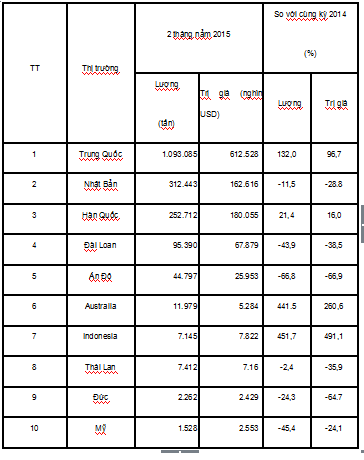 TT Thị trường 2 tháng năm 2015 So với cùng kỳ 2014
(%)
Lượng
(tấn) Trị giá (nghìn
USD) Lượng Trị giá
1 Trung Quốc 1.093.085 612.528 132,0 96,7
2 Nhật Bản 312.443 162.616 -11,5 -28.8
3 Hàn Quốc 252.712 180.055 21,4 16,0
4 Đài Loan 95.390 67.879 -43,9 -38,5
5 Ấn Độ 44.797 25.953 -66,8 -66,9
6 Australia 11.979 5.284 441.5 260,6
7 Indonesia 7.145 7.822 451,7 491,1
8 Thái Lan 7.412 7.16 -2,4 -35,9
9 Đức 2.262 2.429 -24,3 -64.7
10 Mỹ 1.528 2.553 -45,4 -24,1